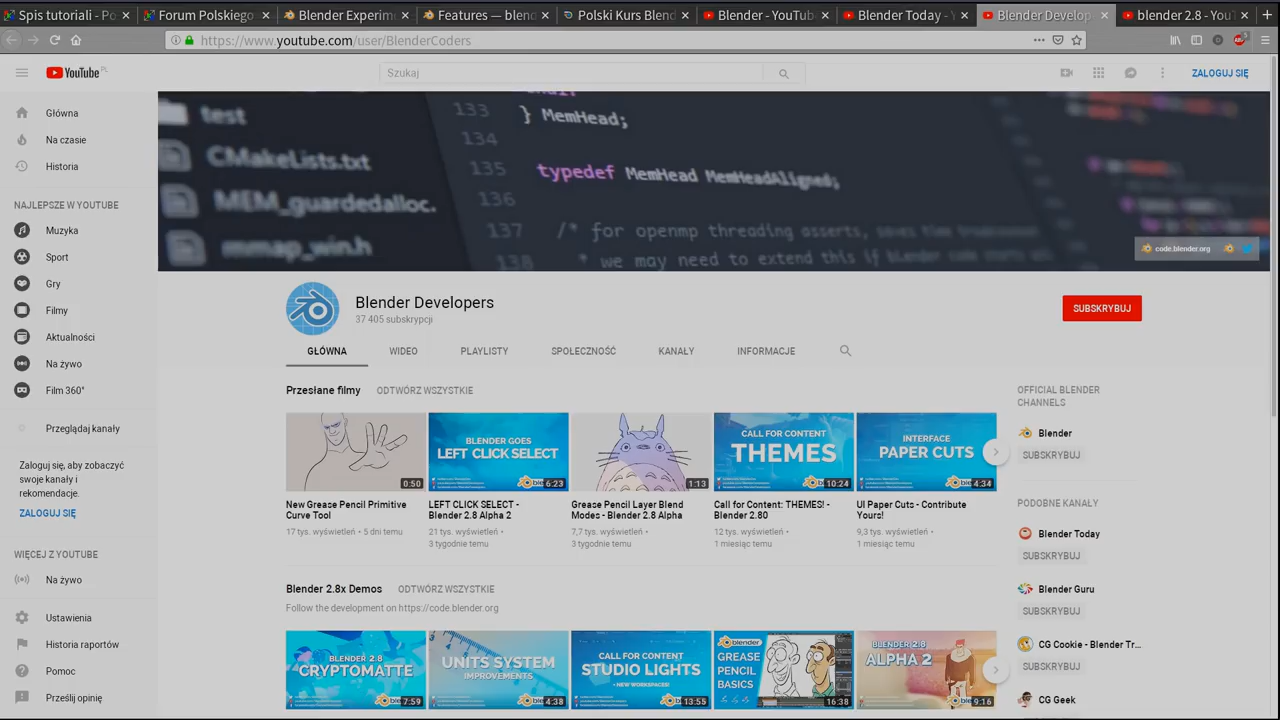 Spis tutoriali - Po
Forum Polskiego
Blender Experim
Features — blend
Polski Kurs Blend
Blender - YouTube
Blender Today - Y
Blender Develop
blender 2.8 - YouT
https://www.youtube.com/user/BlenderCoders
YouTube PL
Szukaj
ZALOGUJ SIĘ
Główna
Na czasie
Historia
NAJLEPSZE W YOUTUBE
Muzyka
Sport
Gry
Filmy
Aktualności
Na żywo
Film 360°
Przeglądaj kanały
Zaloguj się, aby zobaczyć
swoje kanały i
rekomendacje.
ZALOGUJ SIĘ
WIĘCEJ Z YOUTUBE
Na żywo
Ustawienia
Historia raportów
Pomoc
Prześlij opinię
test
CMakeLists.txt
MEM_guardedalloc.
mmap_win.h
133 } MemHead;
134
135 typedef MemHead MemHeadAligned;
136
137 /* for openmp threading asserts, saves time
138 * we may need to extend this if blender code starts
code.blender.org
Blender Developers
37 405 subskrypcji
SUBSKRYBUJ
GŁÓWNA
WIDEO
PLAYLISTY
SPOŁECZNOŚĆ
KANAŁY
INFORMACJE
Przesłane filmy
ODTWÓRZ WSZYSTKIE
0:50
BLENDER GOES
LEFT CLICK SELECT
6:23
1:13
CALL FOR CONTENT
THEMES
10:24
INTERFACE
PAPER CUTS
4:34
New Grease Pencil Primitive
Curve Tool
17 tys. wyświetleń • 5 dni temu
LEFT CLICK SELECT -
Blender 2.8 Alpha 2
21 tys. wyświetleń •
3 tygodnie temu
Grease Pencil Layer Blend
Modes - Blender 2.8 Alpha
7,7 tys. wyświetleń •
3 tygodnie temu
Call for Content: THEMES! -
Blender 2.80
12 tys. wyświetleń •
1 miesiąc temu
UI Paper Cuts - Contribute
Yours!
9,3 tys. wyświetleń •
1 miesiąc temu
Blender 2.8x Demos
ODTWÓRZ WSZYSTKIE
Follow the development on https://code.blender.org
BLENDER 2.8
CRYPTOMATTE
7:59
UNITS SYSTEM
IMPROVEMENTS
4:38
CALL FOR CONTENT
STUDIO LIGHTS
+ NEW WORKSPACES!
13:55
blender
GREASE
PENCIL
BASICS
16:38
BLENDER 2.8
ALPHA 2
9:16
OFFICIAL BLENDER
CHANNELS
Blender
SUBSKRYBUJ
PODOBNE KANAŁY
Blender Today
SUBSKRYBUJ
Blender Guru
SUBSKRYBUJ
CG Cookie - Blender Tr...
SUBSKRYBUJ
CG Geek